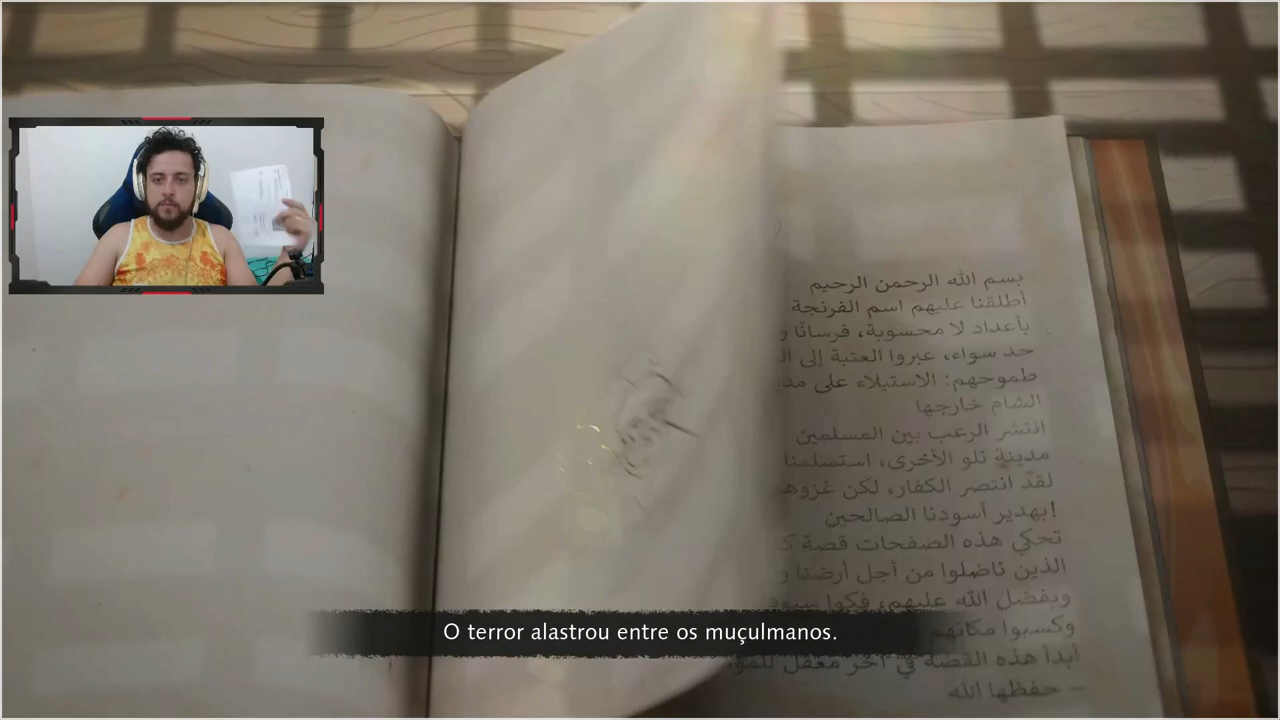 بسم الله الرحمن الرحيم
أطلقنا عليهم اسم الفرنجة
بأعداد لا محسوبة، فرسانًا و
حد سواء، عبروا العتبة إلى
طموحهم: الاستيلاء على
الشام خارجها
انتشر الرعب بين المسلمين
مدينة تلو الأخرى، استسلمنا
لقد انتصر الكفار، لكن
بهدير أسودنا الصالحين!
تحكي هذه الصفحات قصة
الذين ناضلوا من أجل أرضنا و
وبفضل الله عليهم، فكوا
وكسبوا مكانهم
أبدأ هذه القصة في آخر معقل
– حفظها الله
O terror alastrou entre os muçulmanos.